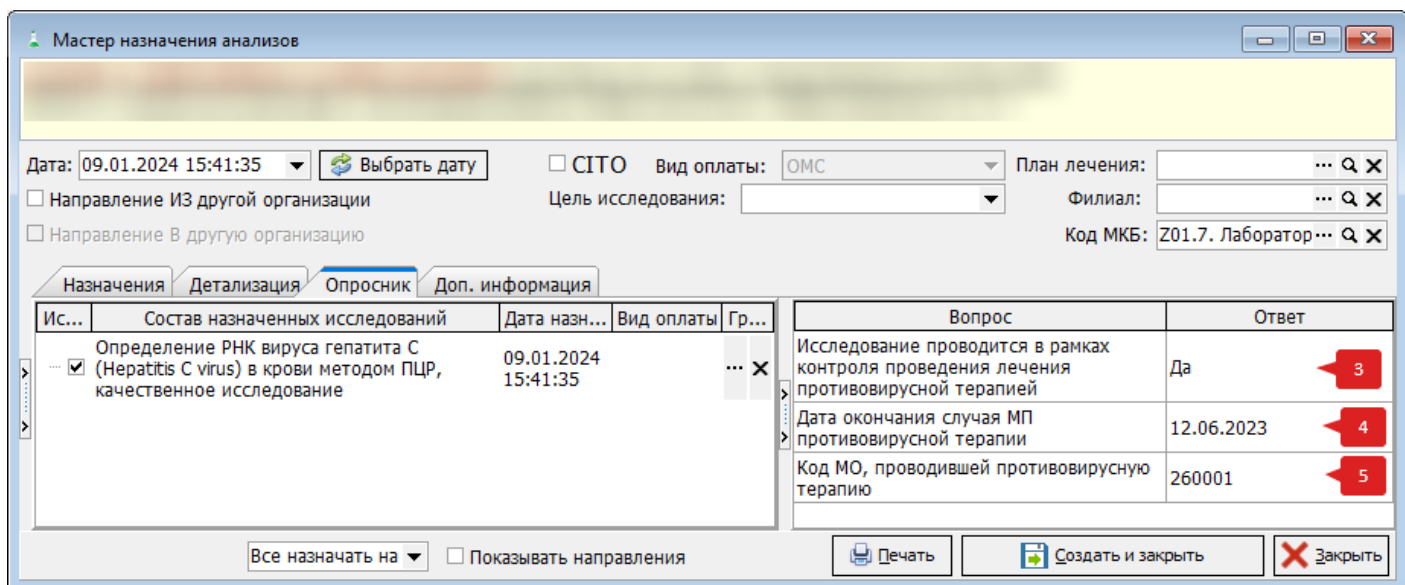 Мастер назначения анализов
Дата: 09.01.2024 15:41:35 Выбрать дату CITO Вид оплаты: ОМС План лечения:
Направление ИЗ другой организации Цель исследования: Филиал:
Направление В другую организацию Код МКБ: Z01.7. Лаборатор
Назначения Детализация Опросник Доп. информация
Ис... Состав назначенных исследований Дата назн... Вид оплаты Гр...
Определение РНК вируса гепатита C
(Hepatitis C virus) в крови методом ПЦР,
качественное исследование
09.01.2024
15:41:35
Вопрос Ответ
Исследование проводится в рамках
контроля проведения лечения
противовирусной терапией
Да 3
Дата окончания случая МП
противовирусной терапии
12.06.2023 4
Код МО, проводившей противовирусную
терапию
260001 5
Все назначать на Показывать направления Печать Создать и закрыть Закрыть